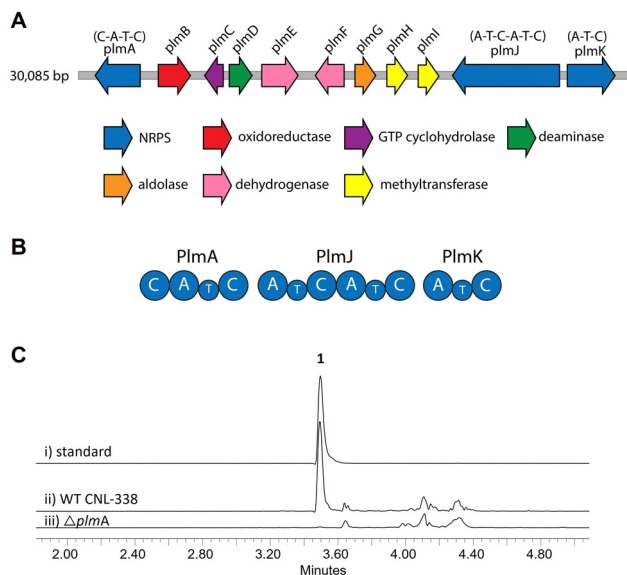 A
(C-A-T-C) (A-T-C-A-T-C) (A-T-C)
plmA plmB plmC plmD plmE plmF plmG plmH plmI plmJ plmK
30,085 bp
NRPS oxidoreductase GTP cyclohydrolase deaminase
aldolase dehydrogenase methyltransferase
B
PlmA PlmJ PlmK
C A T C A T C A T C A T C
C
1
i) standard
ii) WT CNL-338
iii) △plmA
2.00 2.40 2.80 3.20 3.60 4.00 4.40 4.80
Minutes